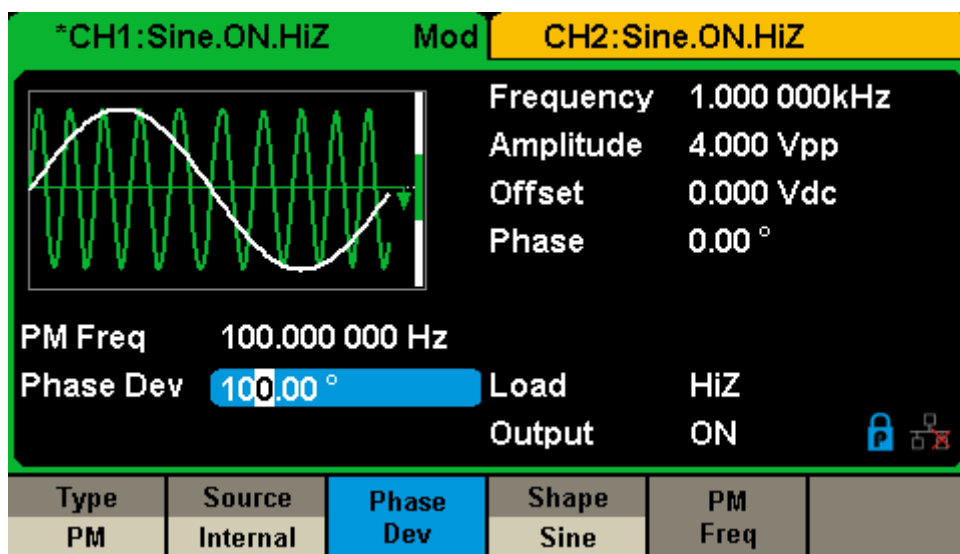 *CH1:Sine.ON.HiZ Mod CH2:Sine.ON.HiZ
Frequency 1.000 000kHz
Amplitude 4.000 Vpp
Offset 0.000 Vdc
Phase 0.00 °
PM Freq 100.000 000 Hz
Phase Dev 100.00 ° Load HiZ
Output ON P
Type Source Phase Shape PM
PM Internal Dev Sine Freq